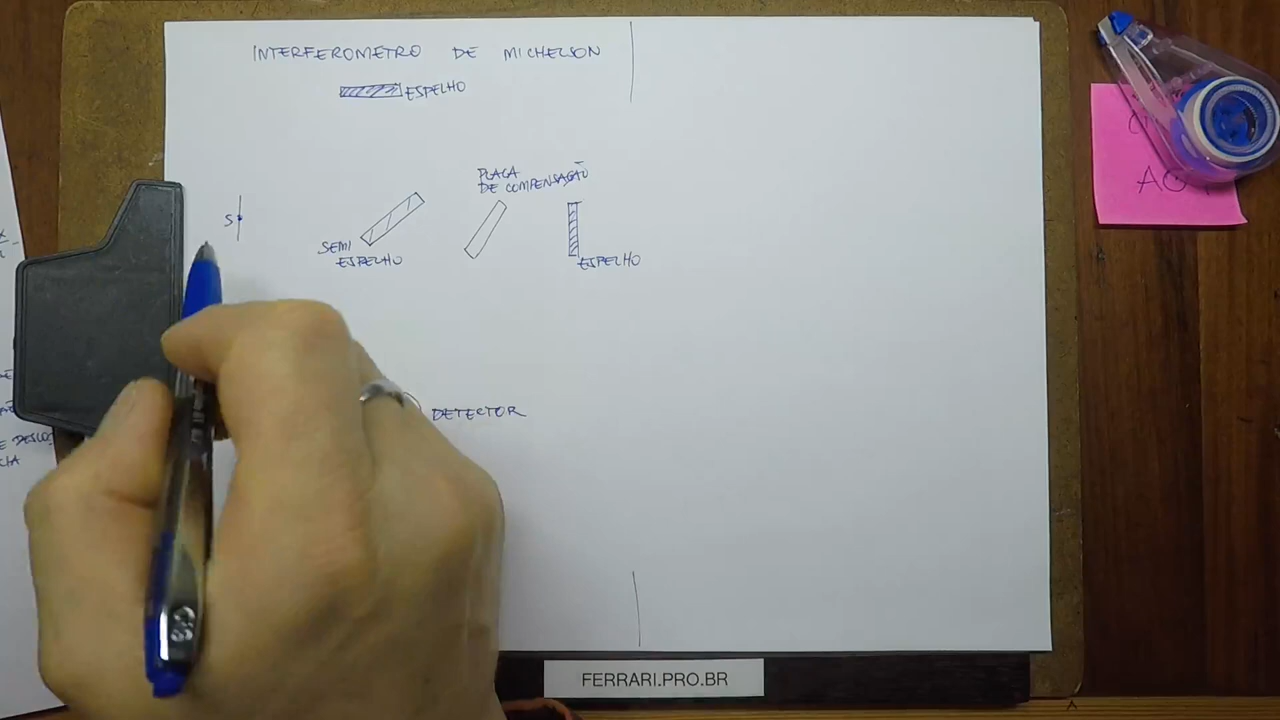 INTERFEROMETRO DE MICHELSON
ESPELHO
PLACA
DE COMPENSAÇÃO
S
SEMI
ESPELHO
ESPELHO
DETECTOR
FERRARI.PRO.BR